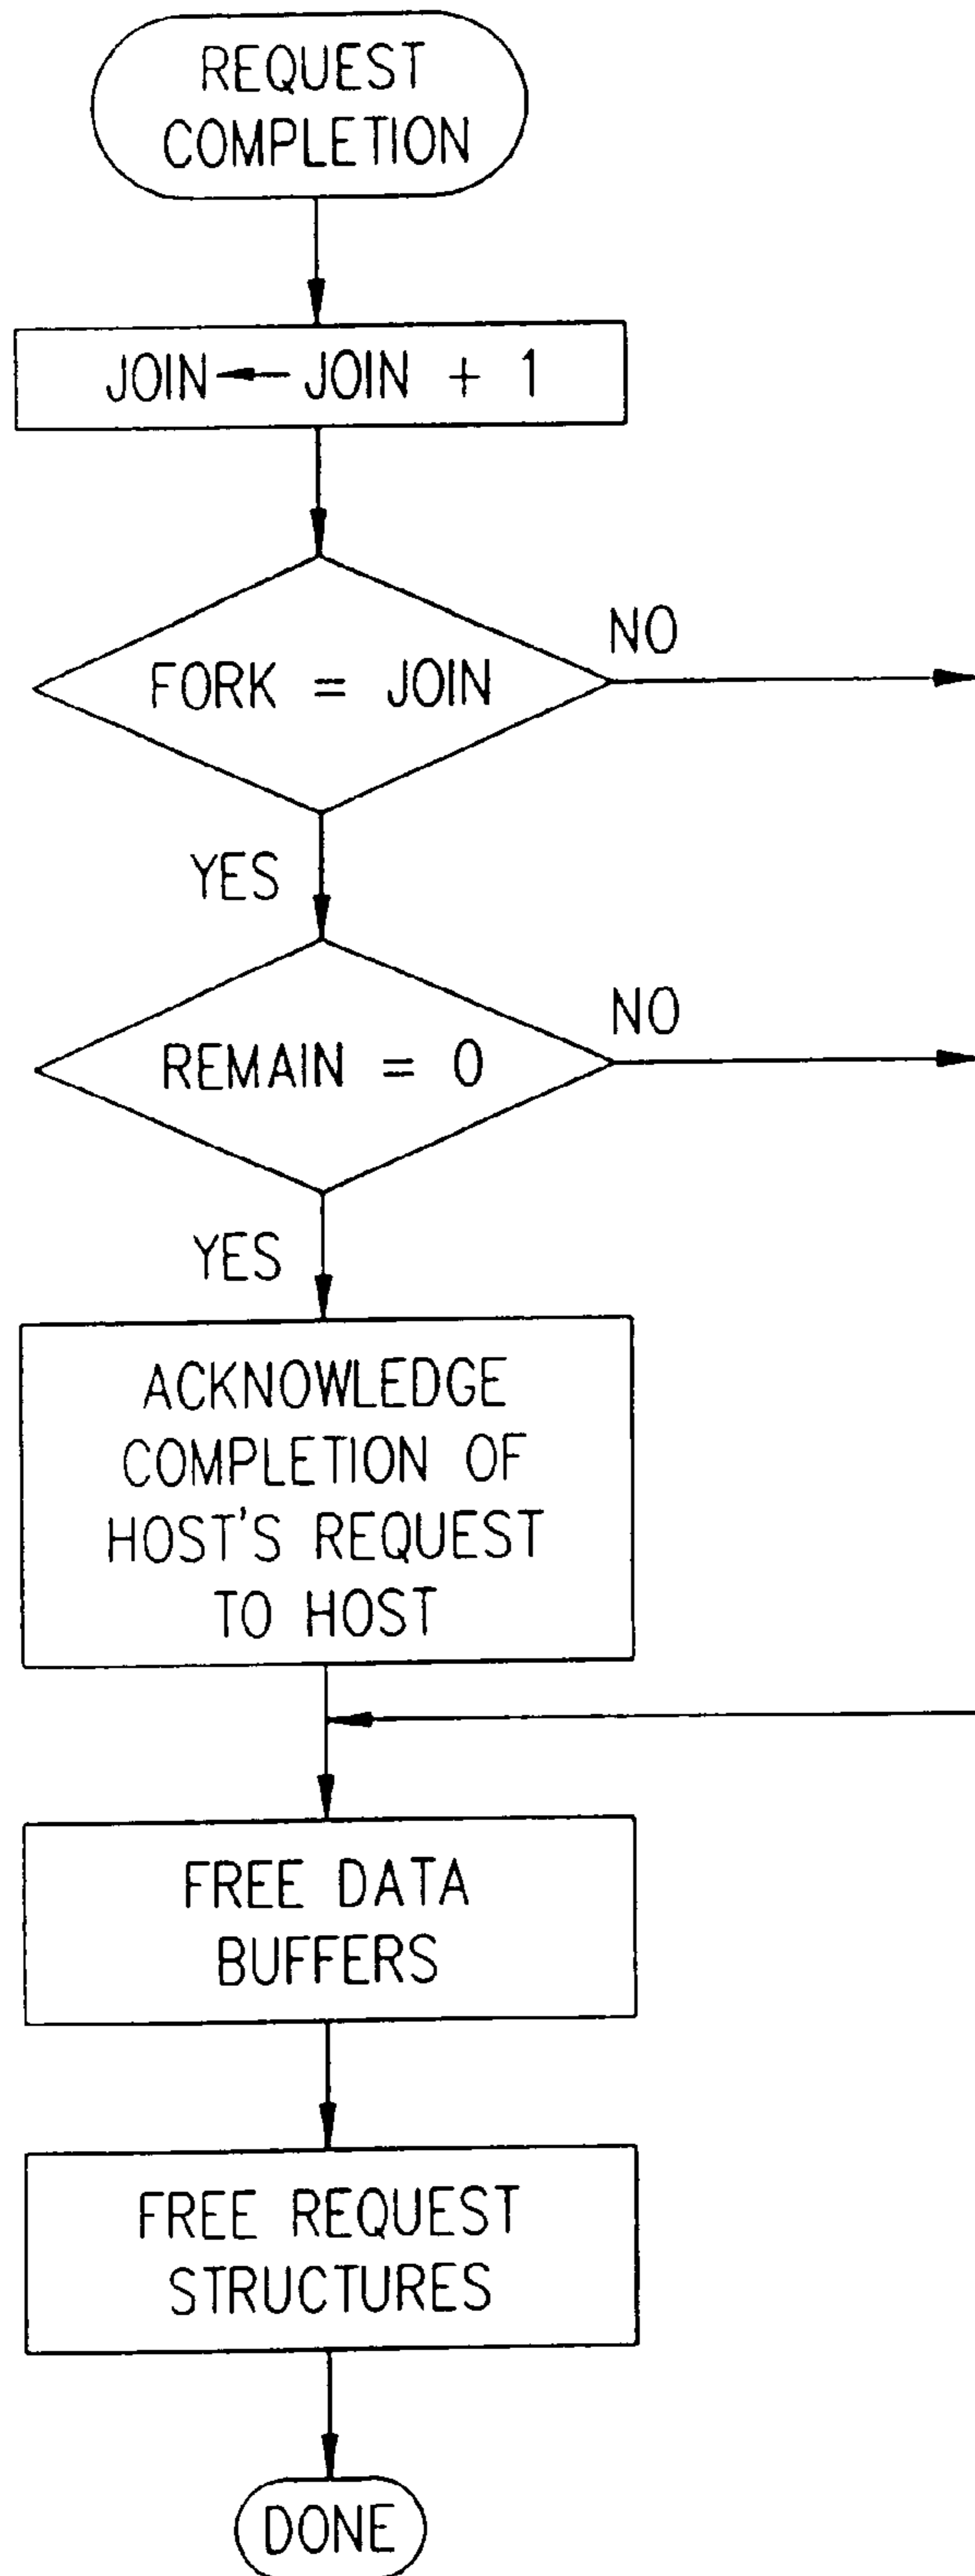 REQUEST
COMPLETION
JOIN ← JOIN + 1
FORK = JOIN
NO
YES
REMAIN = 0
NO
YES
ACKNOWLEDGE
COMPLETION OF
HOST'S REQUEST
TO HOST
FREE DATA
BUFFERS
FREE REQUEST
STRUCTURES
DONE